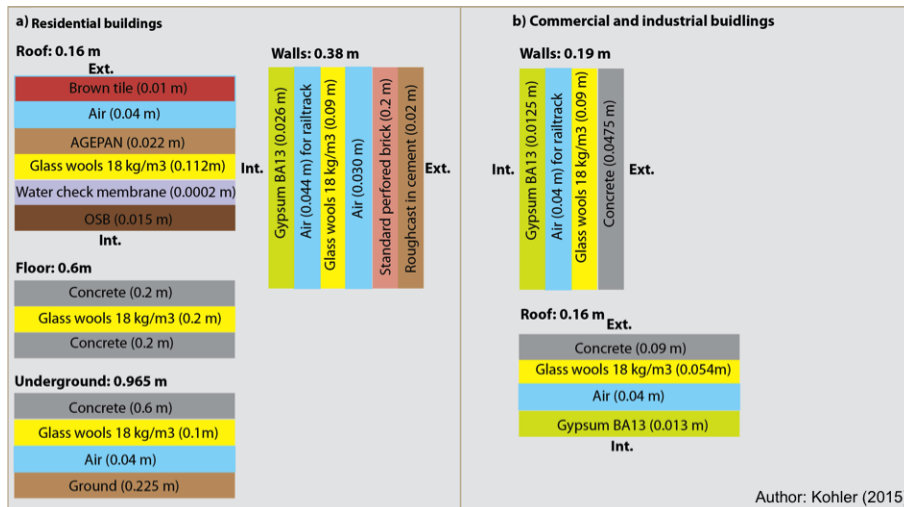 a) Residential buildings
Roof: 0.16 m
Ext.
Brown tile (0.01 m)
Air (0.04 m)
AGEPAN (0.022 m)
Glass wools 18 kg/m3 (0.112m)
Water check membrane (0.0002 m)
OSB (0.015 m)
Int.
Walls: 0.38 m
Int.
Gypsum BA13 (0.026 m)
Air (0.044 m) for railtrack
Glass wools 18 kg/m3 (0.09 m)
Air (0.030 m)
Standard perfored brick (0.2 m)
Roughcast in cement (0.02 m)
Ext.
Floor: 0.6m
Concrete (0.2 m)
Glass wools 18 kg/m3 (0.2 m)
Concrete (0.2 m)
Underground: 0.965 m
Concrete (0.6 m)
Glass wools 18 kg/m3 (0.1m)
Air (0.04 m)
Ground (0.225 m)
b) Commercial and industrial buidlings
Walls: 0.19 m
Int.
Gypsum BA13 (0.0125 m)
Air (0.04 m) for railtrack
Glass wools 18 kg/m3 (0.09 m)
Concrete (0.0475 m)
Ext.
Roof: 0.16 m
Ext.
Concrete (0.09 m)
Glass wools 18 kg/m3 (0.054m)
Air (0.04 m)
Gypsum BA13 (0.013 m)
Int.
Author: Kohler (2015)